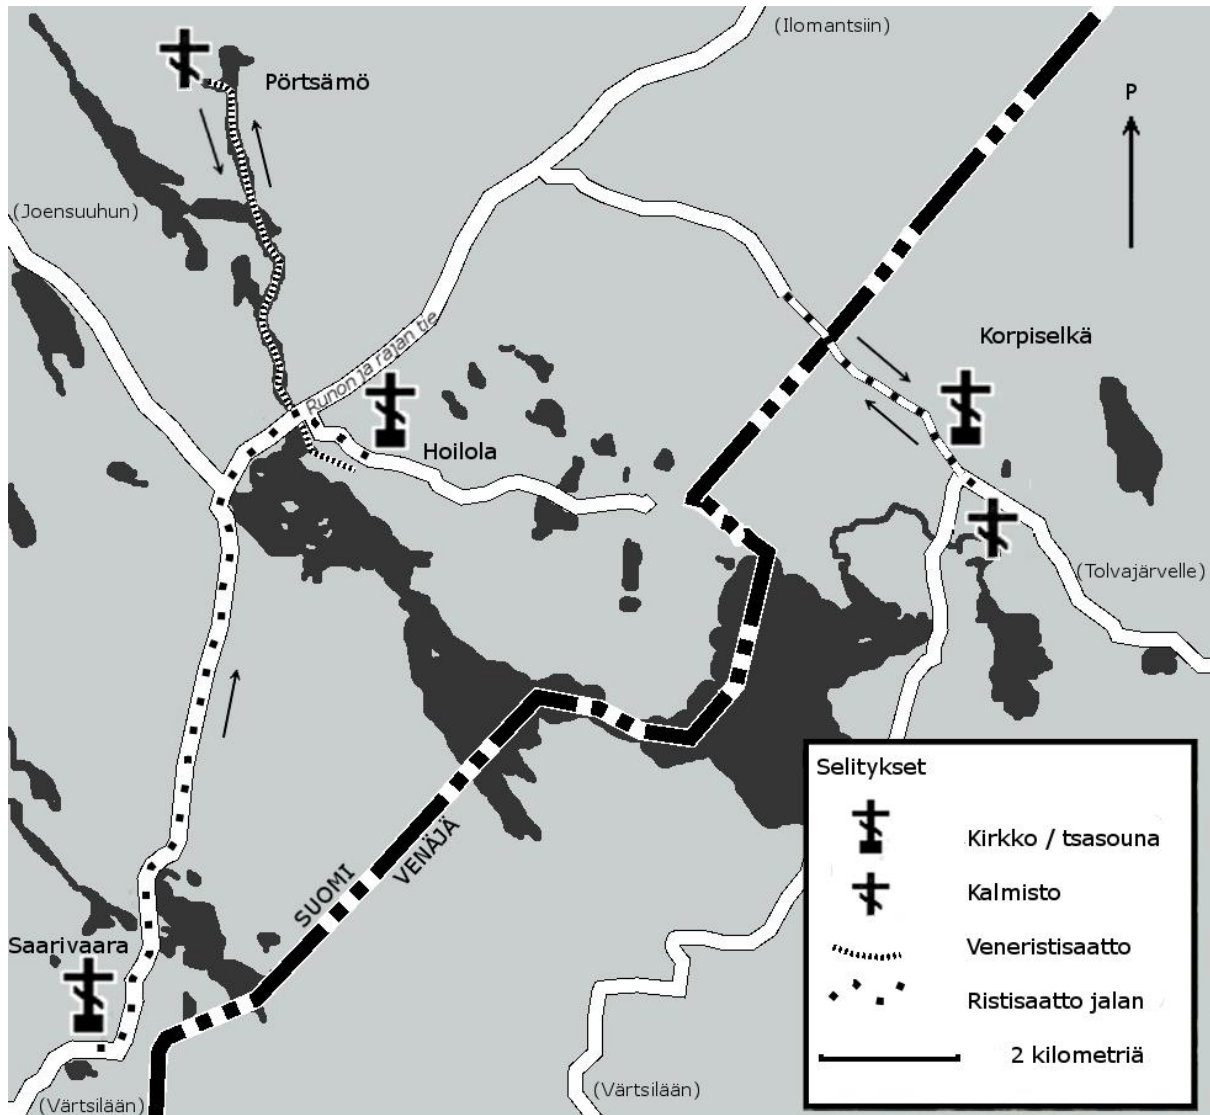 (Ilomantsiin)
Pörtsämö
P
(Joensuuhun)
Korpiselkä
Runon ja rajan tie
Hoilola
(Tolvajärvelle)
SUOMI
VENÄJÄ
Saarivaara
(Värtsilään)
(Värtsilään)
Selitykset
Kirkko / tsasouna
Kalmisto
Veneristisaatto
Ristisaatto jalan
2 kilometriä